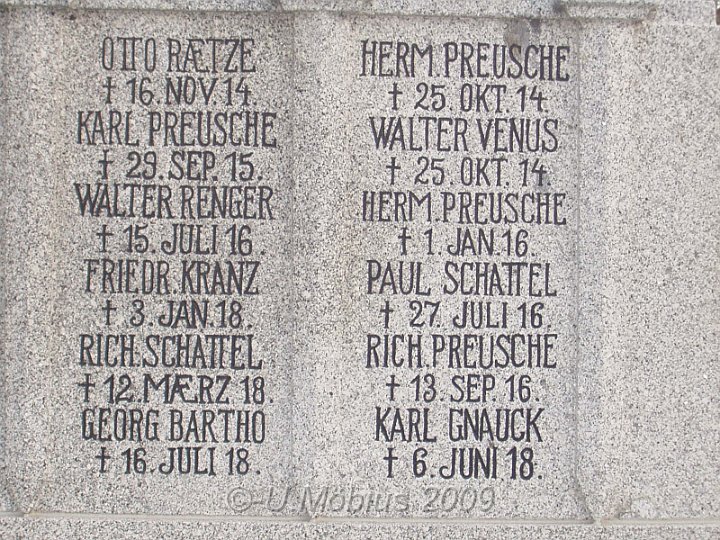 OTTO RÆTZE
† 16. NOV. 14.
KARL PREUSCHE
† 29. SEP. 15.
WALTER RENGER
† 15. JULI 16.
FRIEDR. KRANZ
† 3. JAN. 18.
RICH. SCHATTEL
† 12. MÆRZ 18.
GEORG BARTHO
† 16. JULI 18.
HERM. PREUSCHE
† 25. OKT. 14
WALTER VENUS
† 25. OKT. 14.
HERM. PREUSCHE
† 1. JAN. 16.
PAUL SCHATTEL
† 27. JULI 16
RICH. PREUSCHE
† 13. SEP. 16.
KARL GNAUCK
† 6. JUNI 18.
© U. Möbius 2009